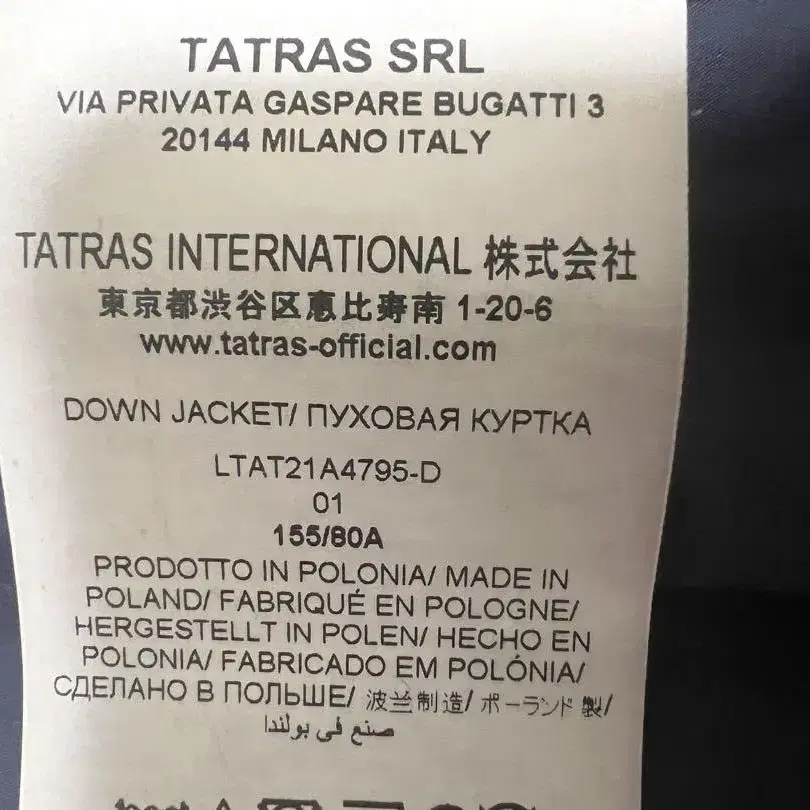 TATRAS SRL
VIA PRIVATA GASPARE BUGATTI 3
20144 MILANO ITALY
TATRAS INTERNATIONAL 株式会社
東京都渋谷区恵比寿南 1-20-6
www.tatras-official.com
DOWN JACKET/ ПУХОВАЯ КУРТКА
LTAT21A4795-D
01
155/80A
PRODOTTO IN POLONIA/ MADE IN
POLAND/ FABRIQUÉ EN POLOGNE/
HERGESTELLT IN POLEN/ HECHO EN
POLONIA/ FABRICADO EM POLÓNIA/
СДЕЛАНО В ПОЛЬШЕ/ 波兰制造/ ポーランド 製/
صنع في بولندا